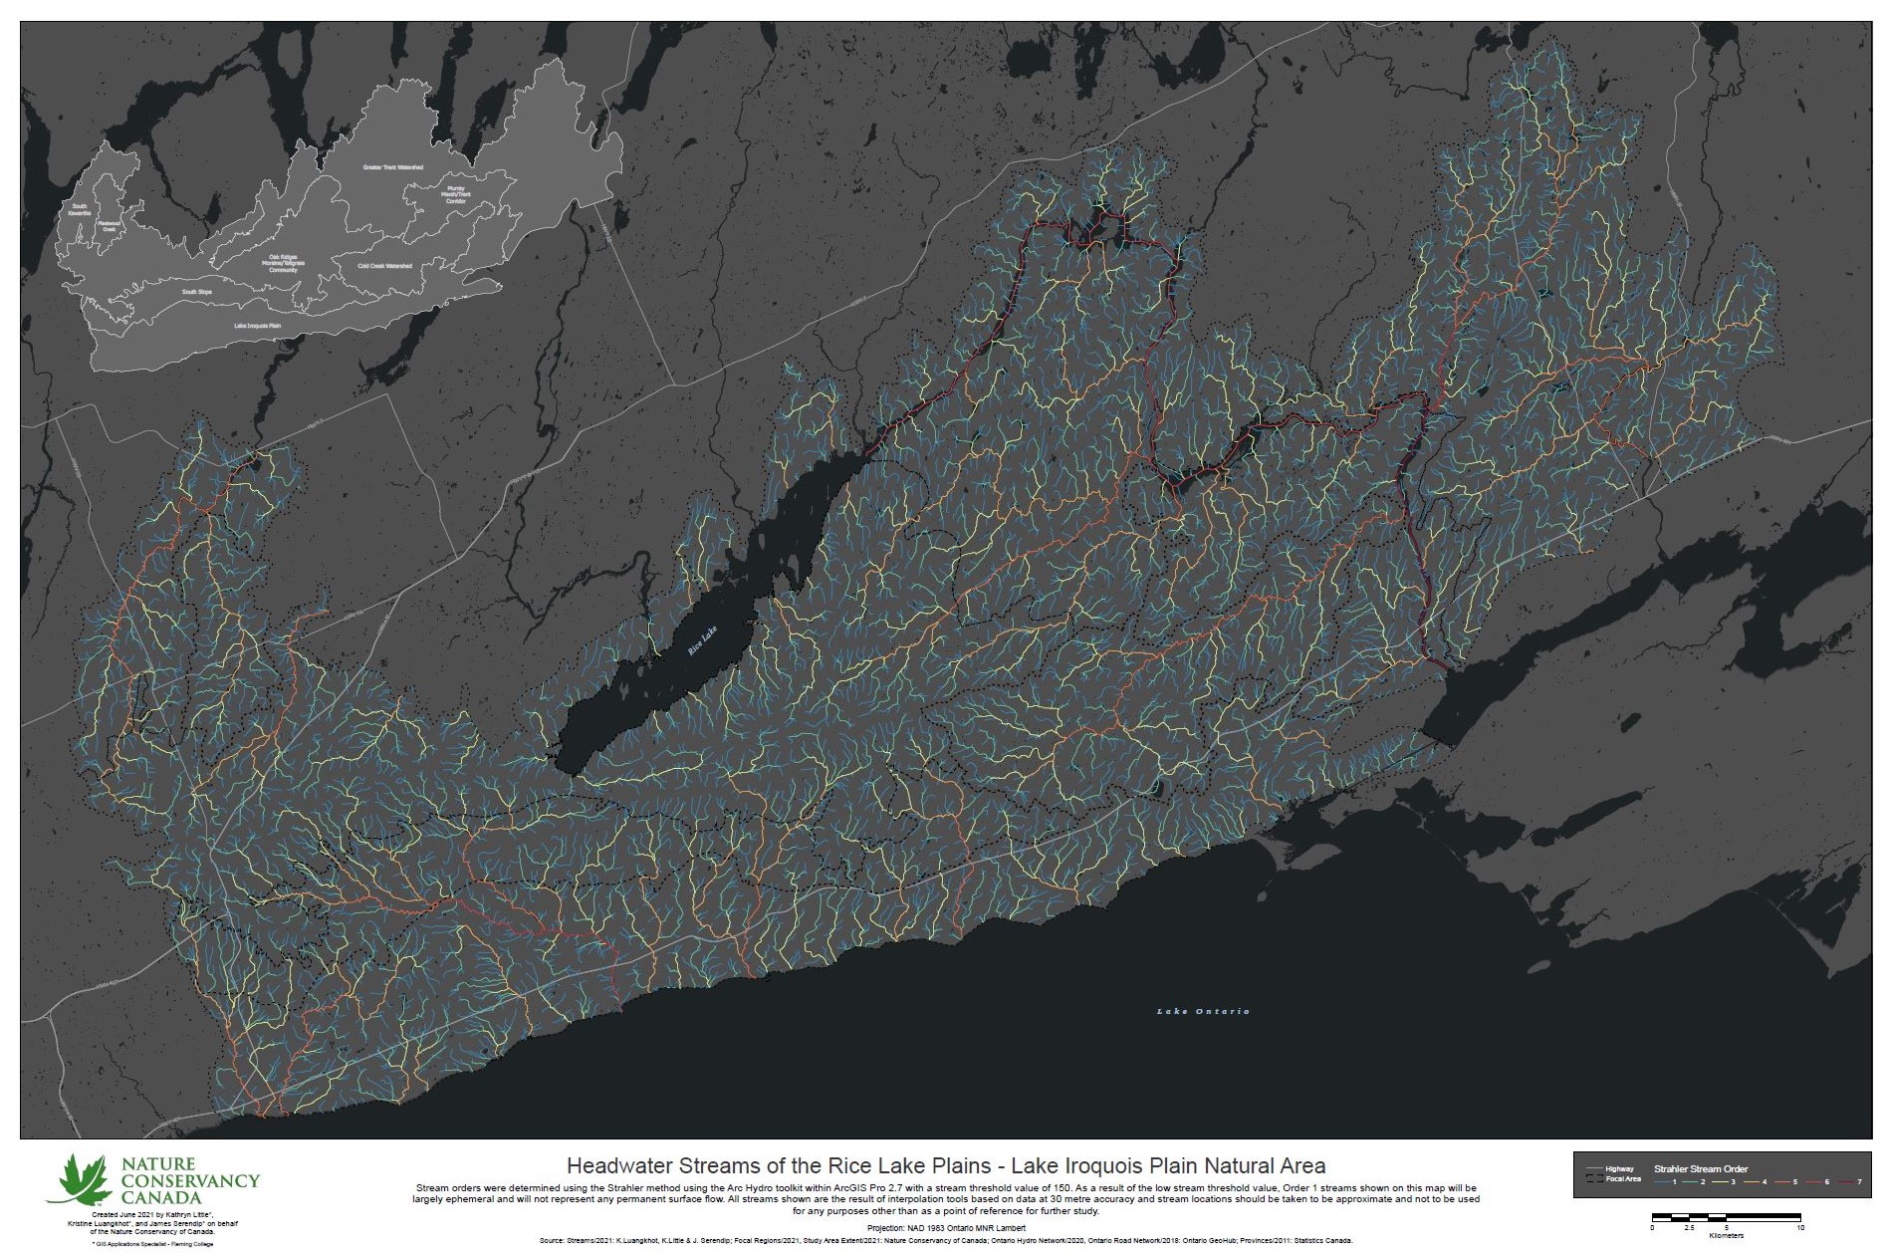 Greater Trent Watershed
Murray
Marsh/Trent
Corridor
South
Kawartha
Fleetwood
Creek
Oak Ridges
Moraine/Tallgrass
Community
Cold Creek Watershed
South Slope
Lake Iroquois Plain
Rice Lake
Lake Ontario
NATURE
CONSERVANCY
CANADA
Created June 2021 by Kathryn Little*,
Kristine Luangkhot*, and James Serendip* on behalf
of the Nature Conservancy of Canada.
* GIS Applications Specialist - Fleming College
Headwater Streams of the Rice Lake Plains - Lake Iroquois Plain Natural Area
Stream orders were determined using the Strahler method using the Arc Hydro toolkit within ArcGIS Pro 2.7 with a stream threshold value of 150. As a result of the low stream threshold value, Order 1 streams shown on this map will be
largely ephemeral and will not represent any permanent surface flow. All streams shown are the result of interpolation tools based on data at 30 metre accuracy and stream locations should be taken to be approximate and not to be used
for any purposes other than as a point of reference for further study.
Projection: NAD 1983 Ontario MNR Lambert
Source: Streams/2021: K.Luangkhot, K.Little & J. Serendip; Focal Regions/2021, Study Area Extent/2021: Nature Conservancy of Canada; Ontario Hydro Network/2020, Ontario Road Network/2018: Ontario GeoHub; Provinces/2011: Statistics Canada.
Highway
Focal Area
Strahler Stream Order
1 2 3 4 5 6 7
0 2.5 5 10
Kilometers